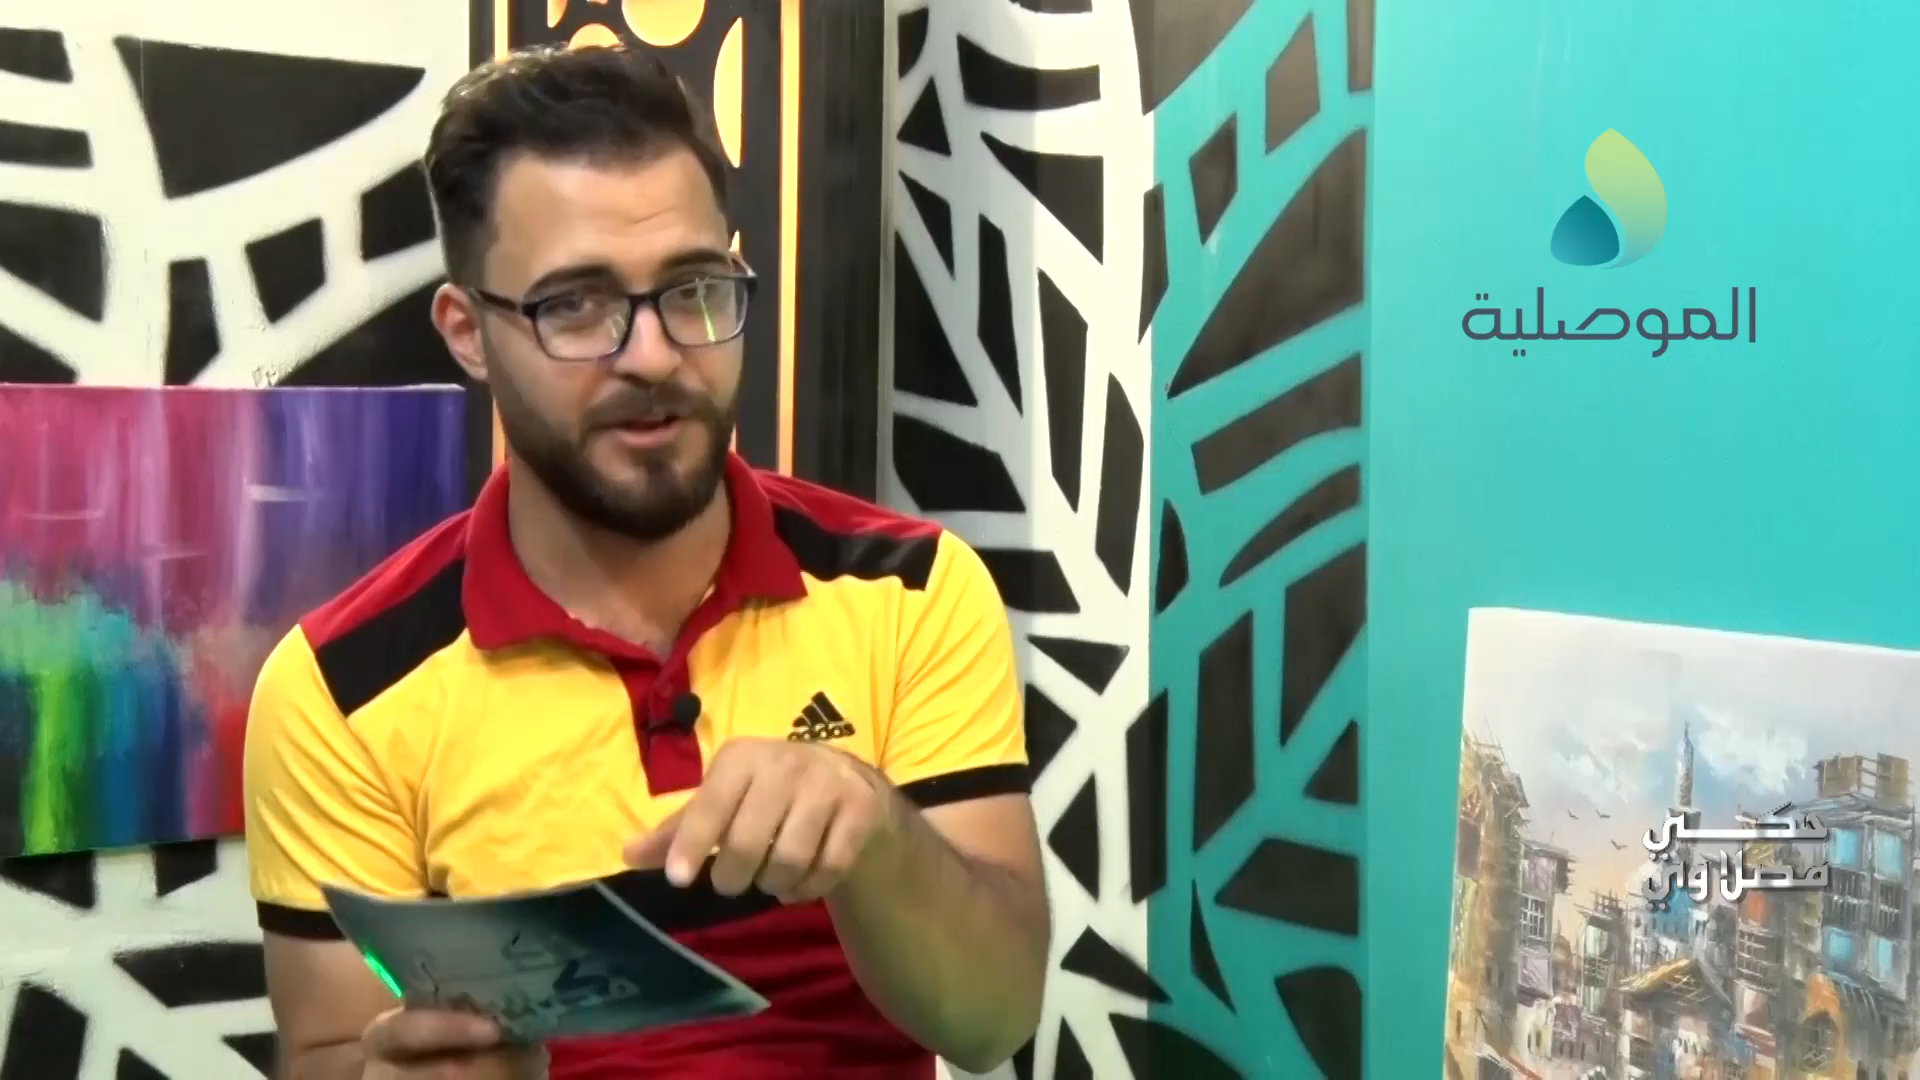 الموصلية
adidas
حكي
مصلاوي